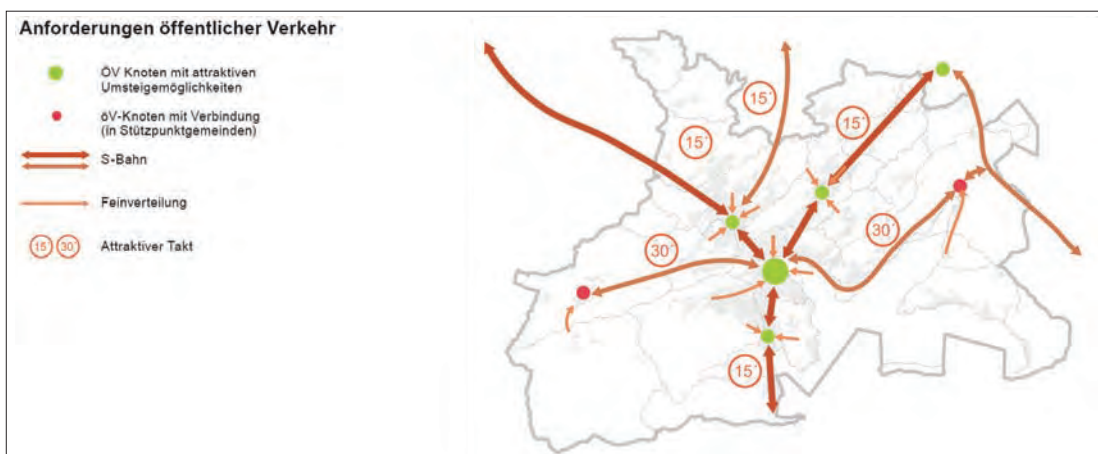 Anforderungen öffentlicher Verkehr
ÖV Knoten mit attraktiven
Umsteigemöglichkeiten
öV-Knoten mit Verbindung
(in Stützpunktgemeinden)
S-Bahn
Feinverteilung
15 30 Attraktiver Takt
15'
15'
15'
30'
30'
15'